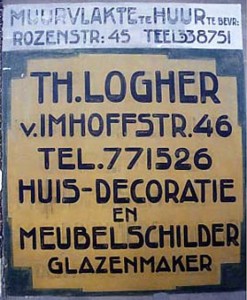 MUURVLAKTE TE HUUR TE BEVR:
ROZENSTR: 45 TEL 338751
TH. LOGHER
v. IMHOFFSTR. 46
TEL. 771526
HUIS-DECORATIE
EN
MEUBELSCHILDER
GLAZENMAKER